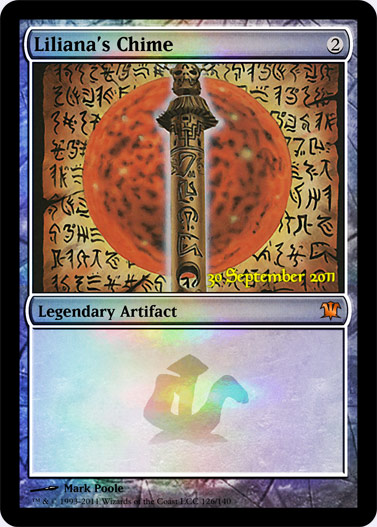 Liliana's Chime 2
30 September 2011
Legendary Artifact
Mark Poole
™ & © 1993-2011 Wizards of the Coast LCC 126/140